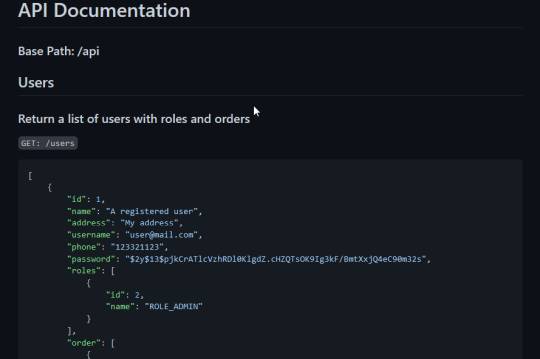 API Documentation
Base Path: /api
Users
Return a list of users with roles and orders
GET: /users
[
{
"id": 1,
"name": "A registered user",
"address": "My address",
"username": "user@mail.com",
"phone": "123321123",
"password": "$2y$13$pjkCrATlcVzhRDl0KlgdZ.cHZQTsOK9Ig3kF/BmtXxjQ4eC90m32s",
"roles": [
{
"id": 2,
"name": "ROLE_ADMIN"
}
],
"order": [
{